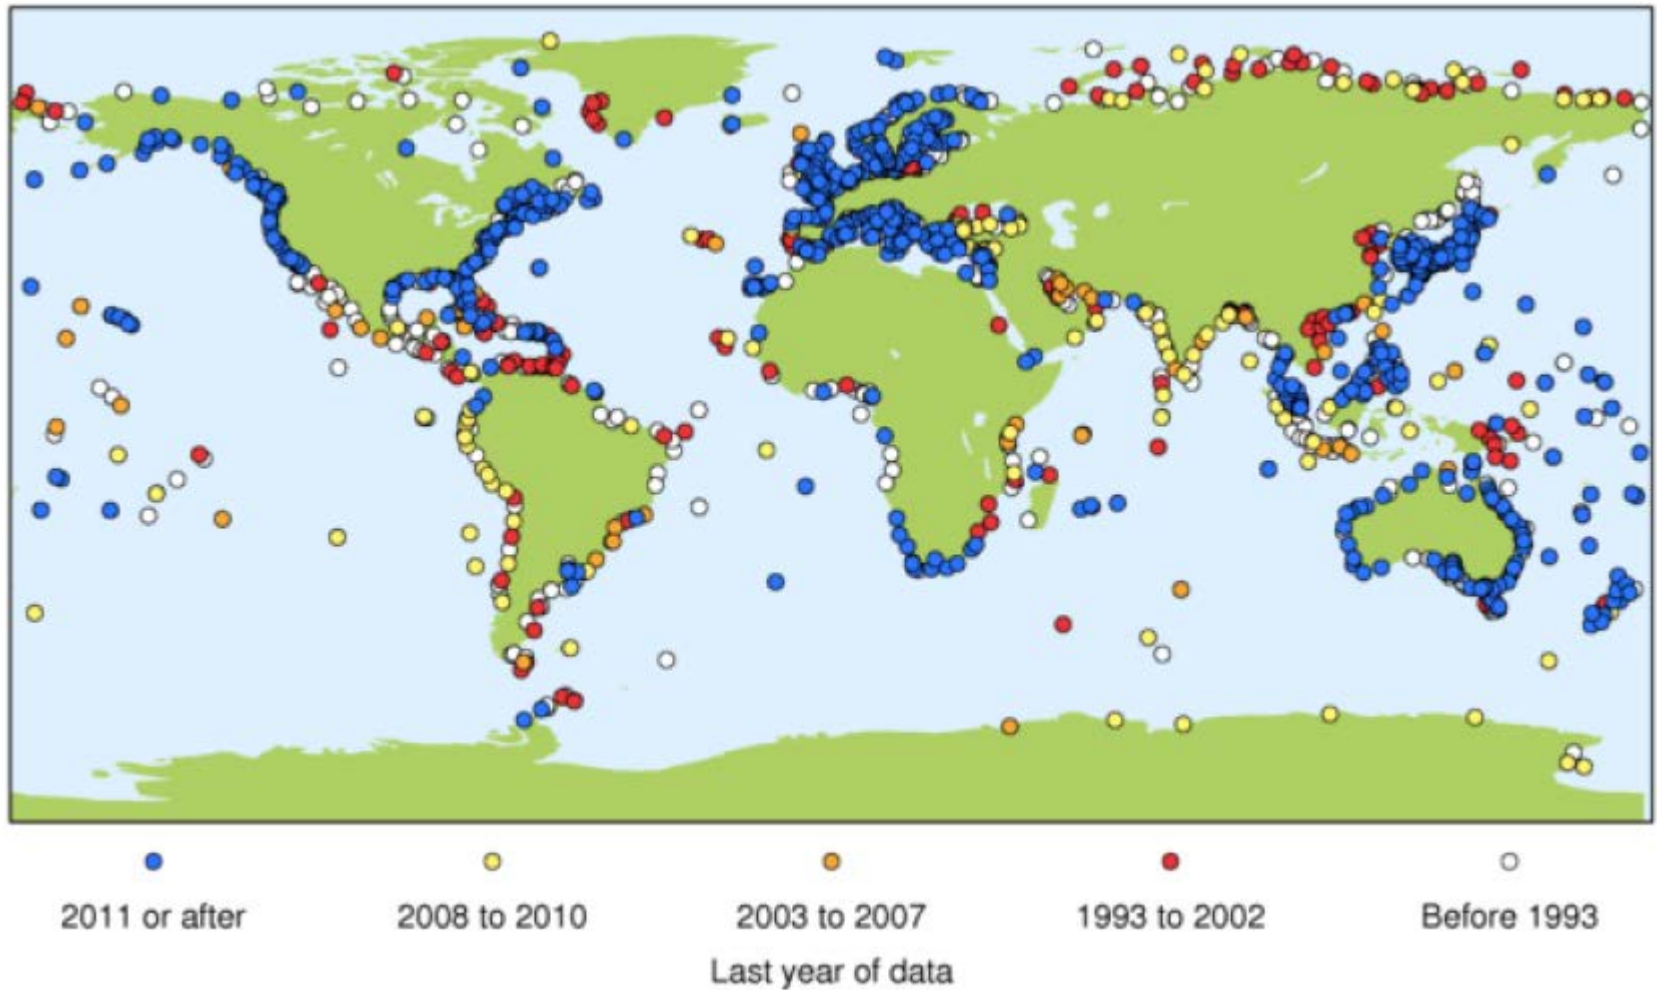 2011 or after 2008 to 2010 2003 to 2007 1993 to 2002 Before 1993
Last year of data